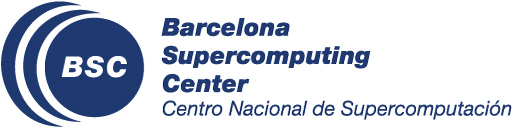 BSC
Barcelona
Supercomputing
Center
Centro Nacional de Supercomputación